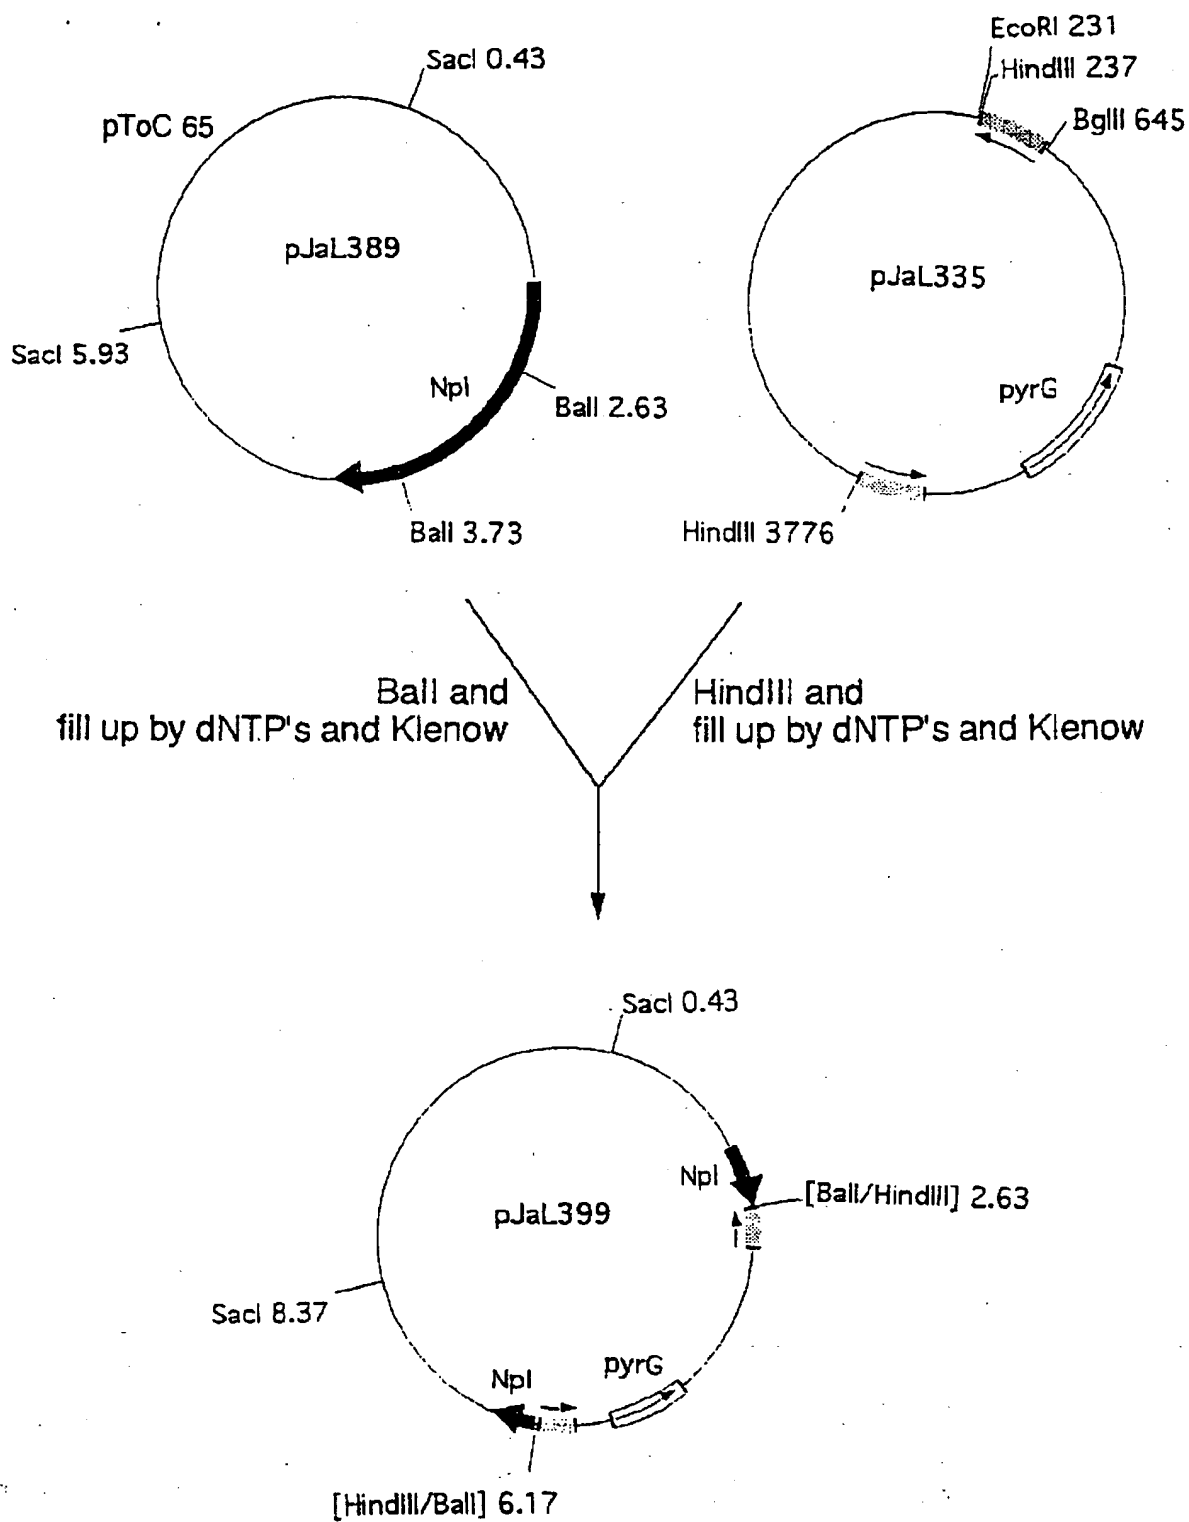 SacI 0.43
pToC 65
pJaL389
SacI 5.93
NpI
BalI 2.63
BalI 3.73
EcoRI 231
HindIII 237
BglII 645
pJaL335
pyrG
HindIII 3776
BalI and
fill up by dNTP's and Klenow
HindIII and
fill up by dNTP's and Klenow
SacI 0.43
NpI
[BalI/HindIII] 2.63
pJaL399
SacI 8.37
NpI
pyrG
[HindIII/BalI] 6.17